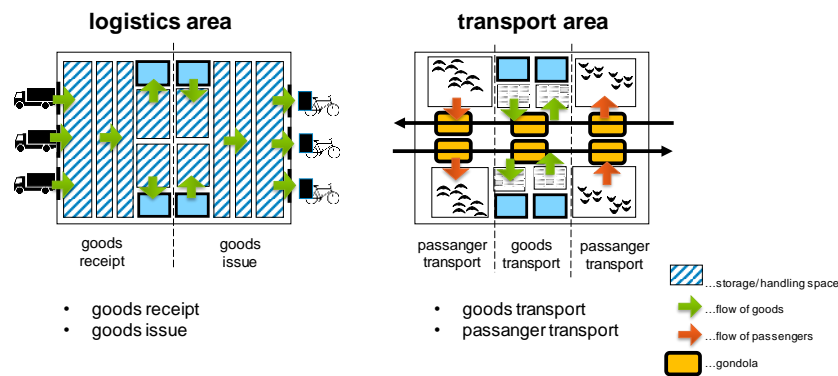 logistics area
transport area
goods receipt
goods issue
passanger transport
goods transport
passanger transport
• goods receipt
• goods issue
• goods transport
• passanger transport
...storage/handling space
...flow of goods
...flow of passengers
...gondola